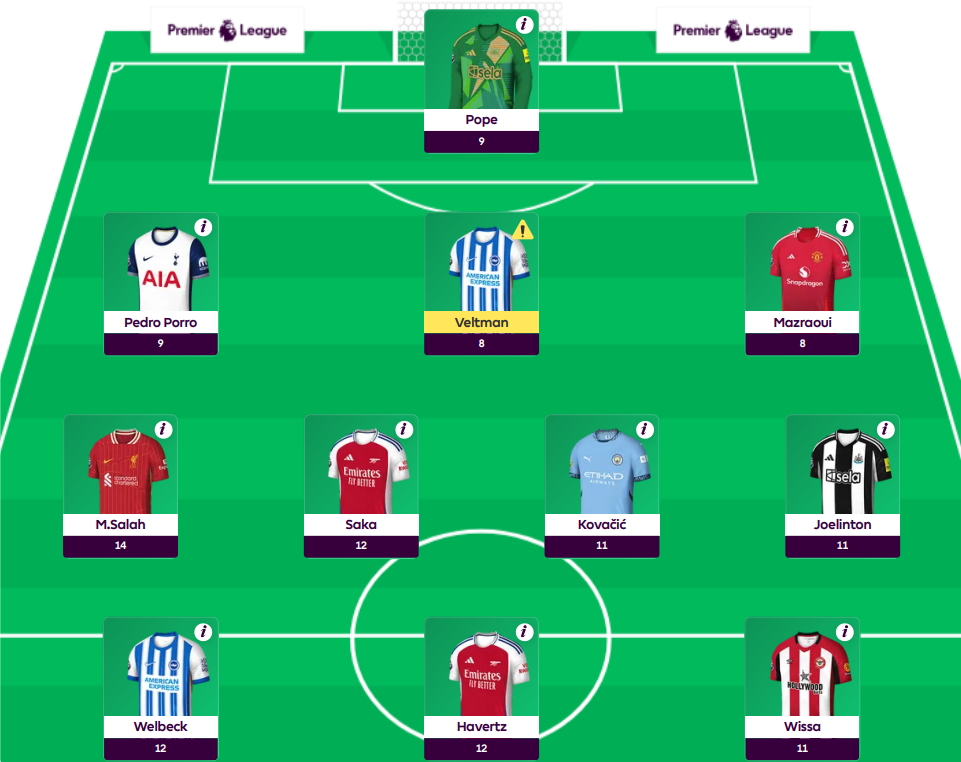 Premier League
Premier League
i
sela
Pope
9
i
!
i
AIA
AMERICAN
EXPRESS
Snapdragon
Pedro Porro
Veltman
Mazraoui
9
8
8
i
i
i
i
standard
chartered
Emirates
FLY BETTER
ETIHAD
AIRWAYS
sela
M.Salah
Saka
Kovačić
Joelinton
14
12
11
11
i
i
i
AMERICAN
EXPRESS
Emirates
FLY BETTER
HOLLYWOOD
Welbeck
Havertz
Wissa
12
12
11